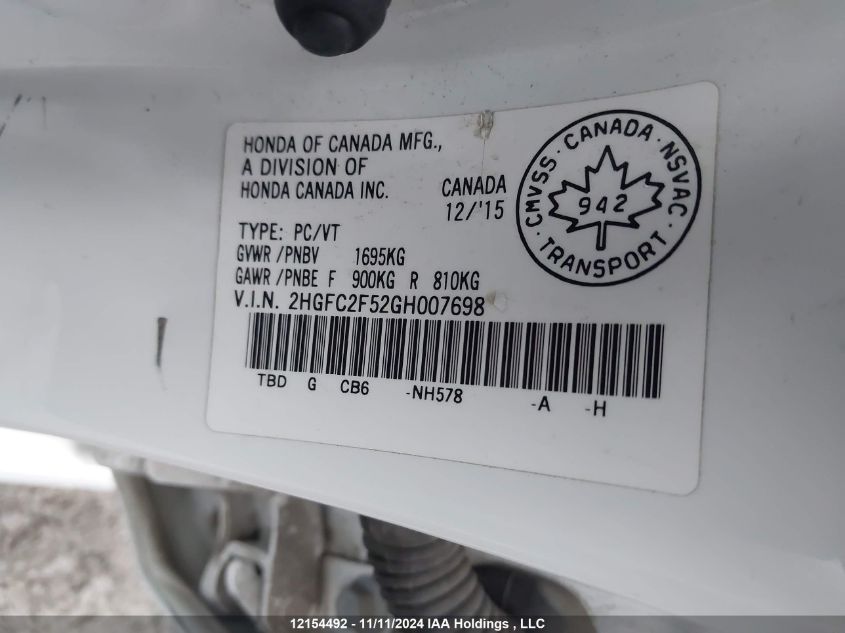 HONDA OF CANADA MFG.,
A DIVISION OF
HONDA CANADA INC.
CANADA
12/'15
TYPE: PC/VT
GVWR/PNBV 1695KG
GAWR/PNBE F 900KG R 810KG
V.I.N. 2HGFC2F52GH007698
TBD G CB6 -NH578 -A -H
CMVSS · CANADA · NSVAC · TRANSPORT ·
942
12154492 - 11/11/2024 IAA Holdings , LLC